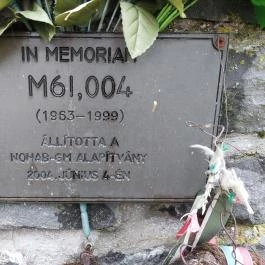 IN MEMORIAM
M61,004
(1963-1999)
ÁLLÍTOTTA A
NOHAB-GM ALAPÍTVÁNY
2004. JÚNIUS 4-ÉN